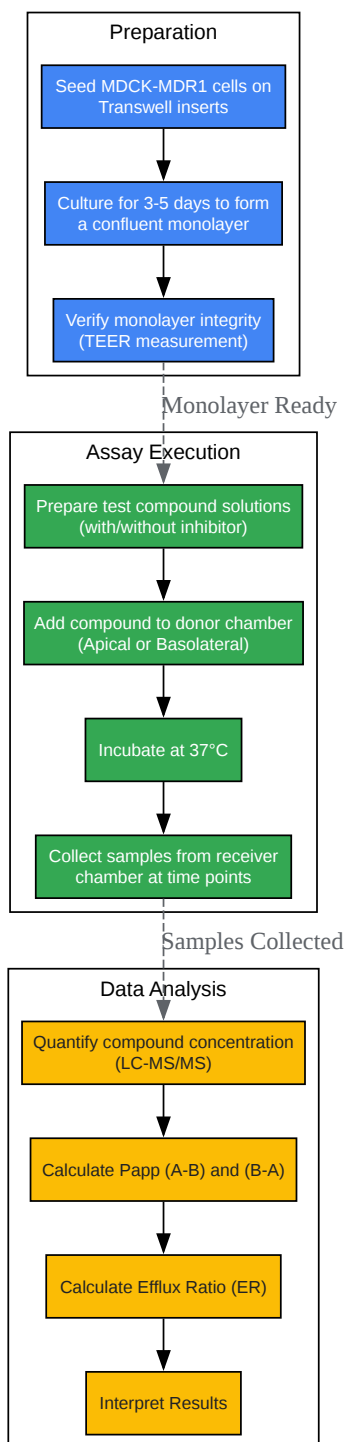 Preparation
Seed MDCK-MDR1 cells on
Transwell inserts
Culture for 3-5 days to form
a confluent monolayer
Verify monolayer integrity
(TEER measurement)
Monolayer Ready
Assay Execution
Prepare test compound solutions
(with/without inhibitor)
Add compound to donor chamber
(Apical or Basolateral)
Incubate at 37°C
Collect samples from receiver
chamber at time points
Samples Collected
Data Analysis
Quantify compound concentration
(LC-MS/MS)
Calculate Papp (A-B) and (B-A)
Calculate Efflux Ratio (ER)
Interpret Results